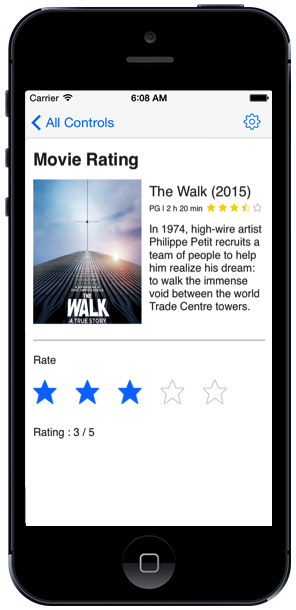 Carrier 6:08 AM
All Controls
Movie Rating
The Walk (2015)
PG | 2 h 20 min
In 1974, high-wire artist
Philippe Petit recruits a
team of people to help
him realize his dream:
to walk the immense
void between the world
Trade Centre towers.
THE
WALK
A TRUE STORY
Rate
Rating : 3 / 5